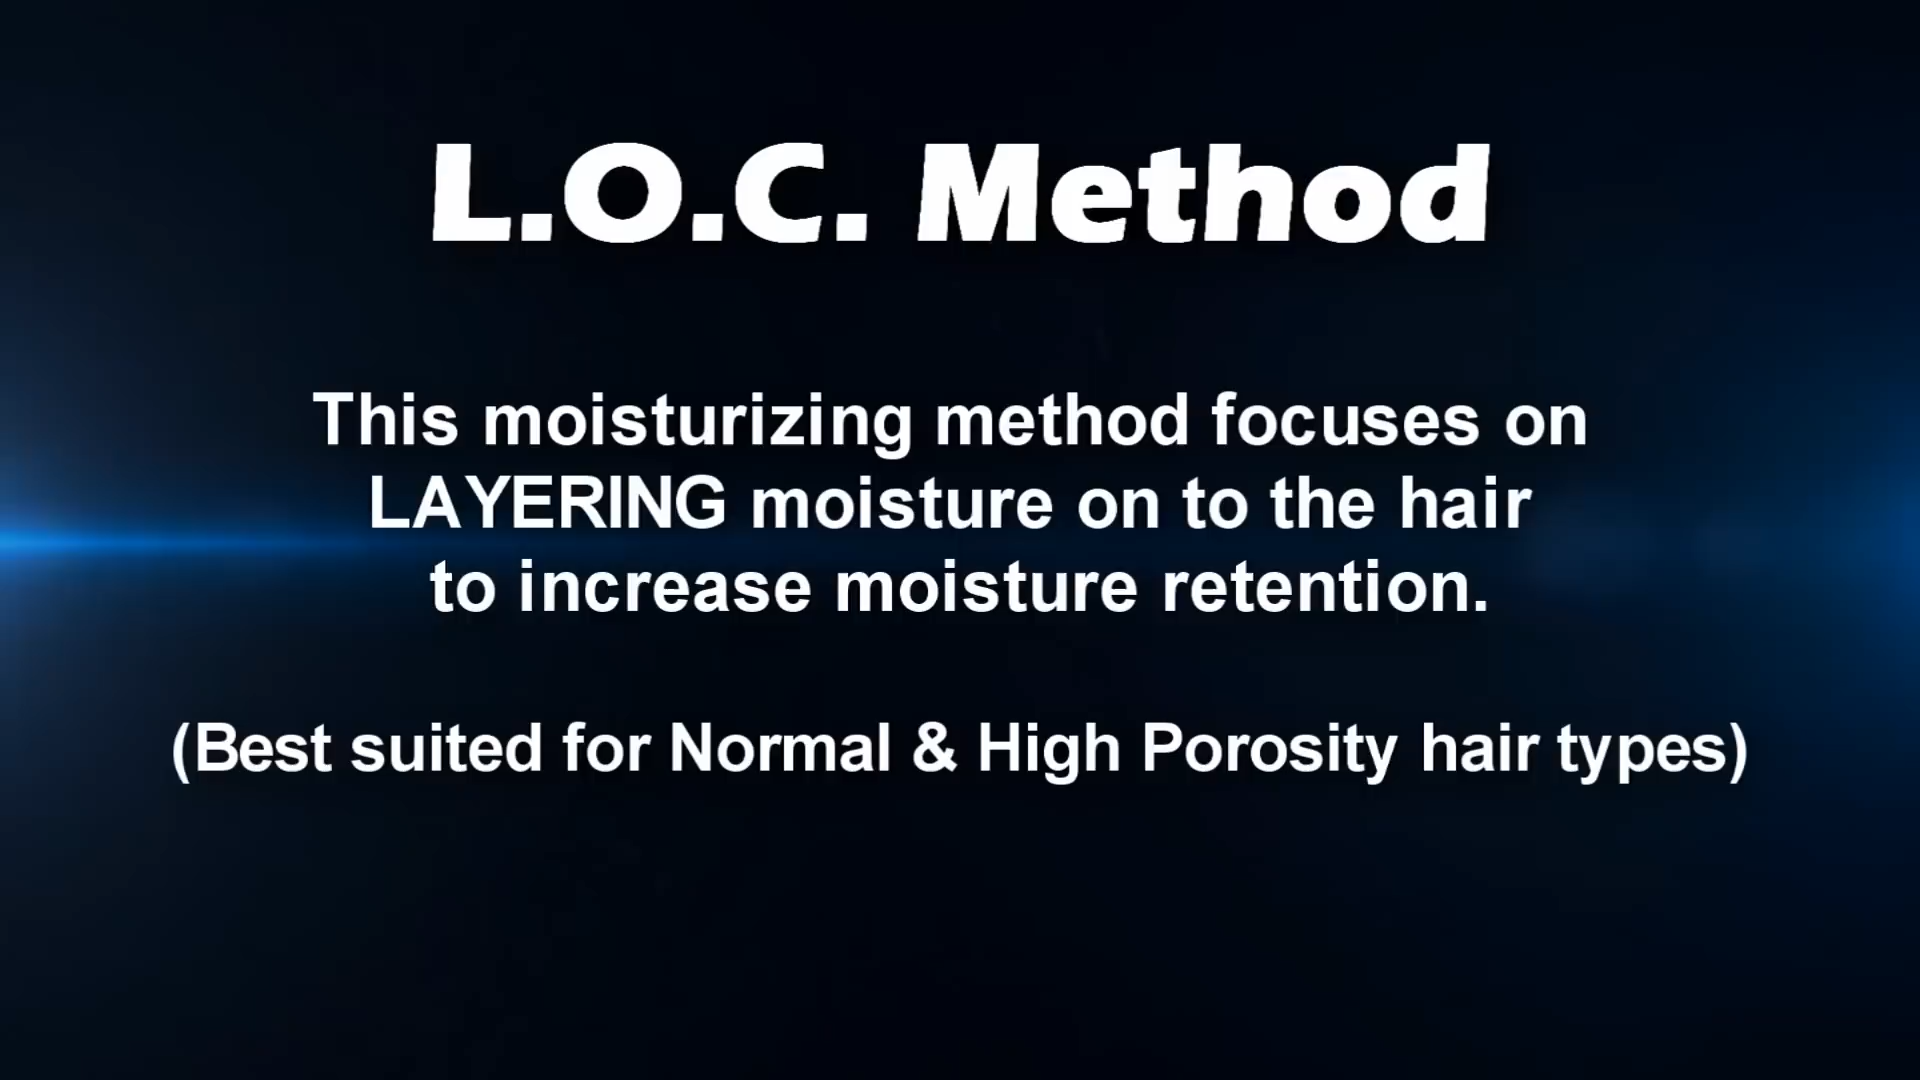 L.O.C. Method
This moisturizing method focuses on
LAYERING moisture on to the hair
to increase moisture retention.
(Best suited for Normal & High Porosity hair types)